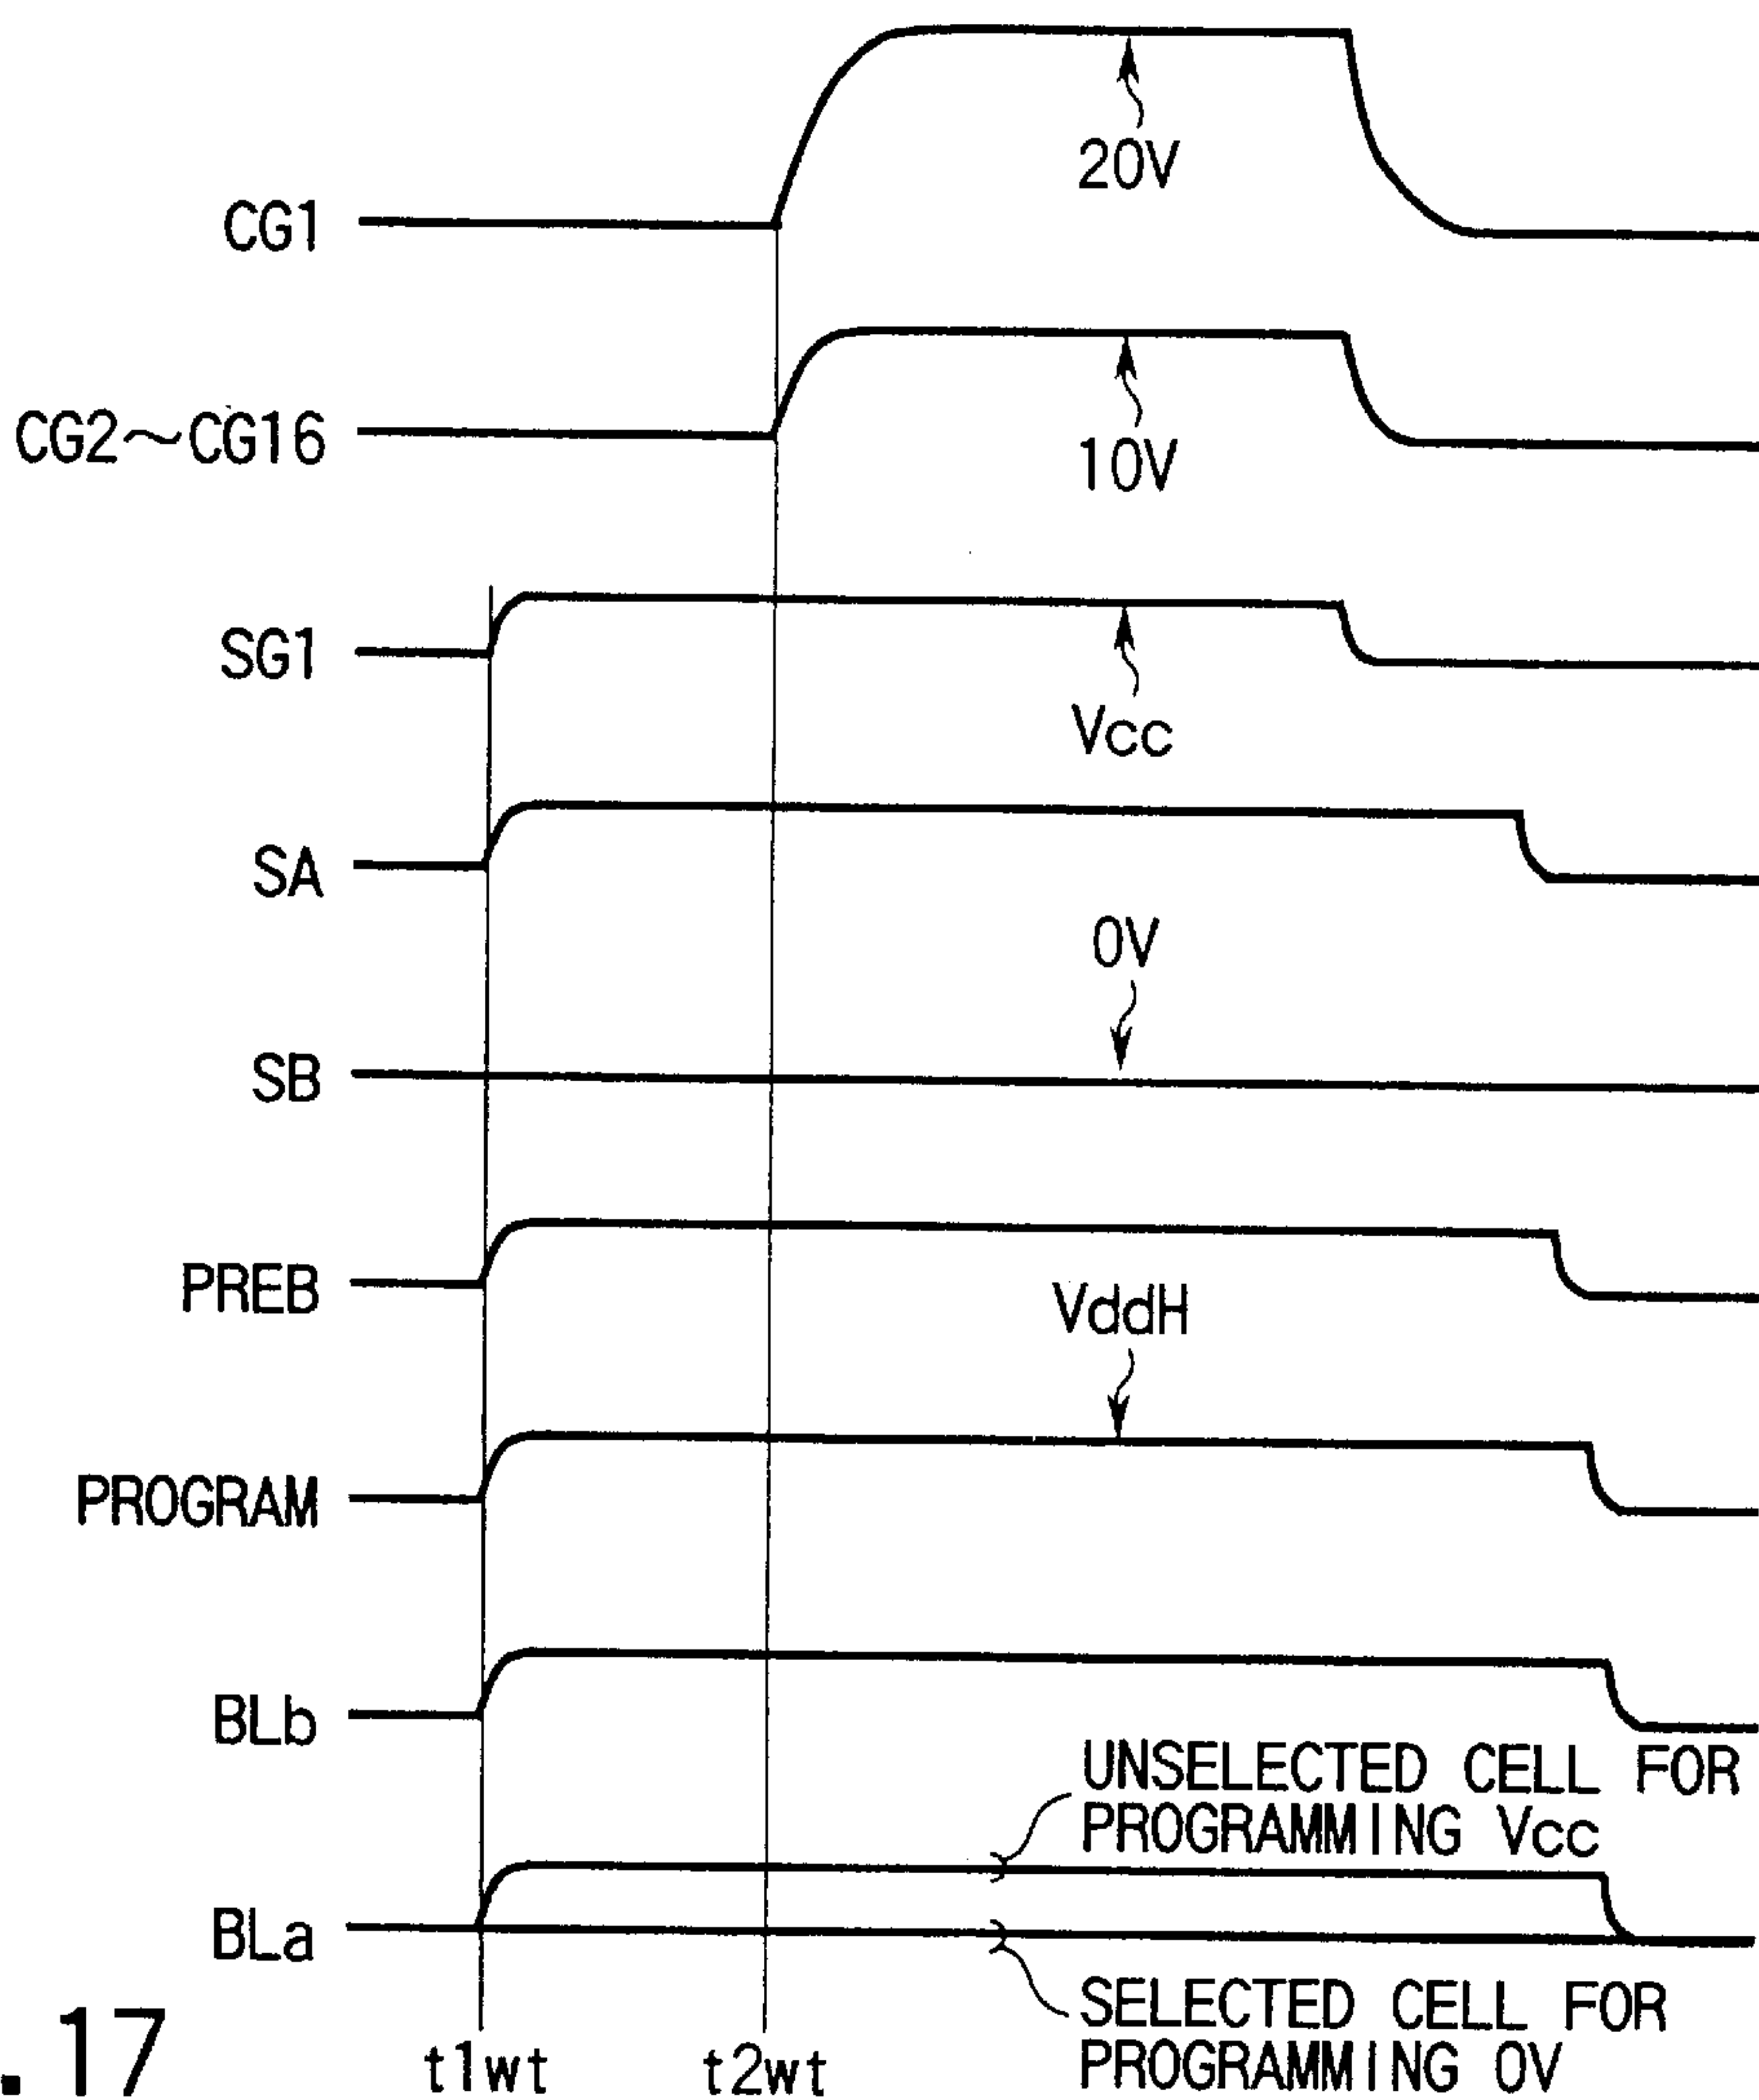 20V
CG1
CG2～CG16
10V
SG1
Vcc
SA
0V
SB
PREB
VddH
PROGRAM
BLb
UNSELECTED CELL FOR
PROGRAMMING Vcc
BLa
SELECTED CELL FOR
PROGRAMMING 0V
.17
t1wt
t2wt